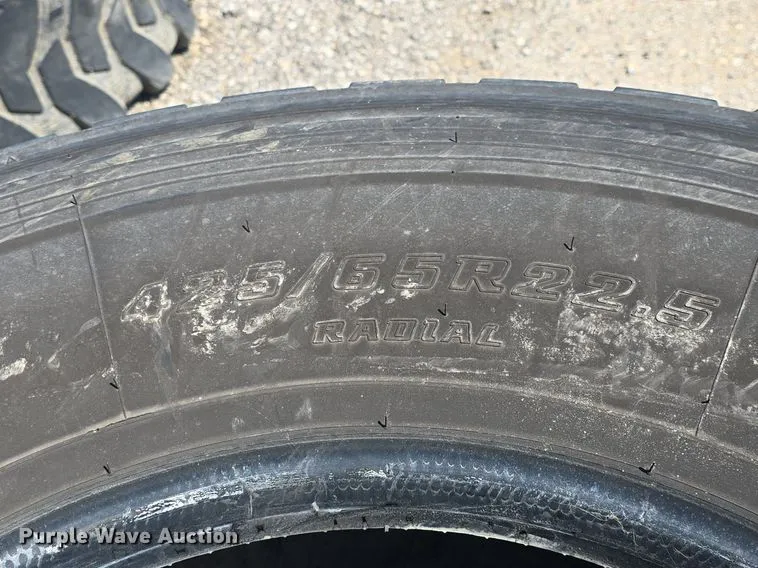 425/65R22.5
RADIAL
Purple Wave Auction